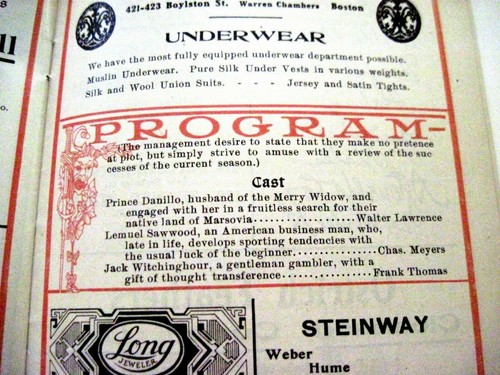 421-423 Boylston St. Warren Chambers Boston
UNDERWEAR
We have the most fully equipped underwear department possible.
Muslin Underwear. Pure Silk Under Vests in various weights.
Silk and Wool Union Suits. - - - Jersey and Satin Tights.
PROGRAM-
(The management desire to state that they make no pretence
at plot, but simply strive to amuse with a review of the suc
cesses of the current season.)
Cast
Prince Danillo, husband of the Merry Widow, and
engaged with her in a fruitless search for their
native land of Marsovia....................Walter Lawrence
Lemuel Sawwood, an American business man, who,
late in life, develops sporting tendencies with
the usual luck of the beginner...............Chas. Meyers
Jack Witchinghour, a gentleman gambler, with a
gift of thought transference................Frank Thomas
Long
JEWELER
STEINWAY
Weber
Hume